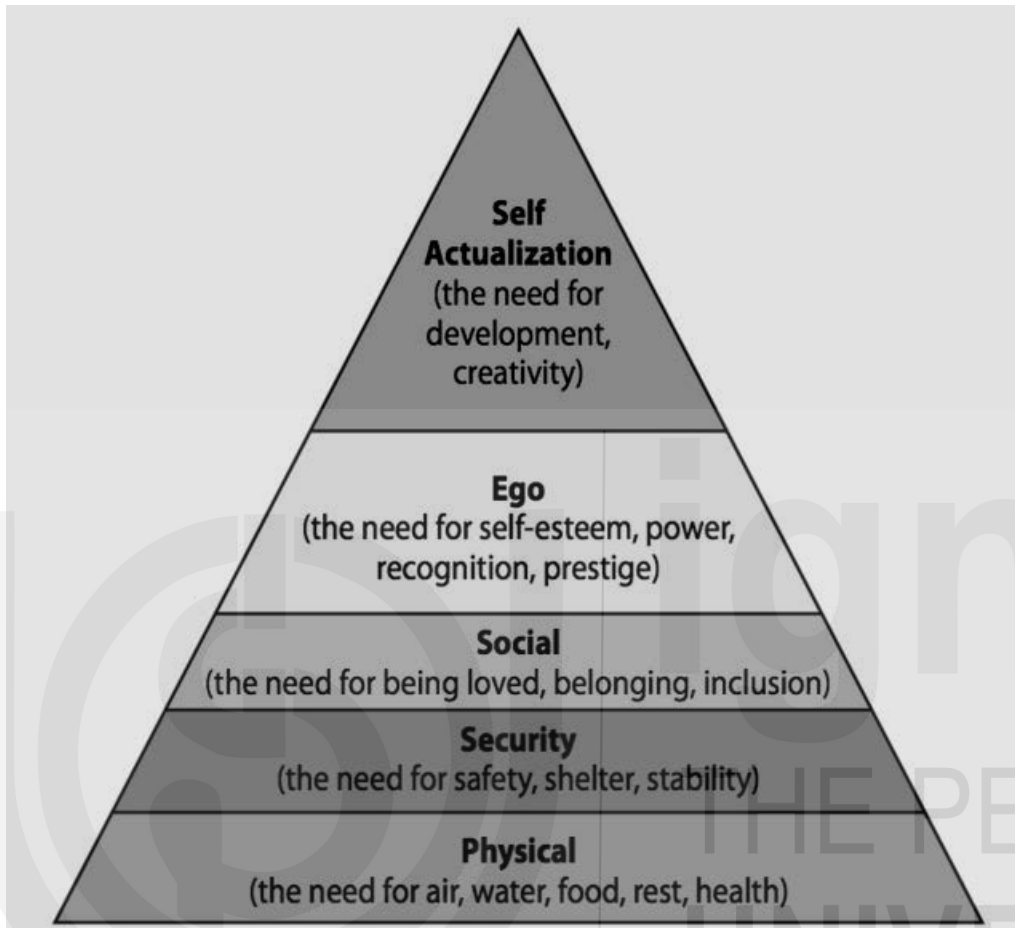 Self
Actualization
(the need for
development,
creativity)
Ego
(the need for self-esteem, power,
recognition, prestige)
Social
(the need for being loved, belonging, inclusion)
Security
(the need for safety, shelter, stability)
Physical
(the need for air, water, food, rest, health)
ign
THE PE
UNIVE